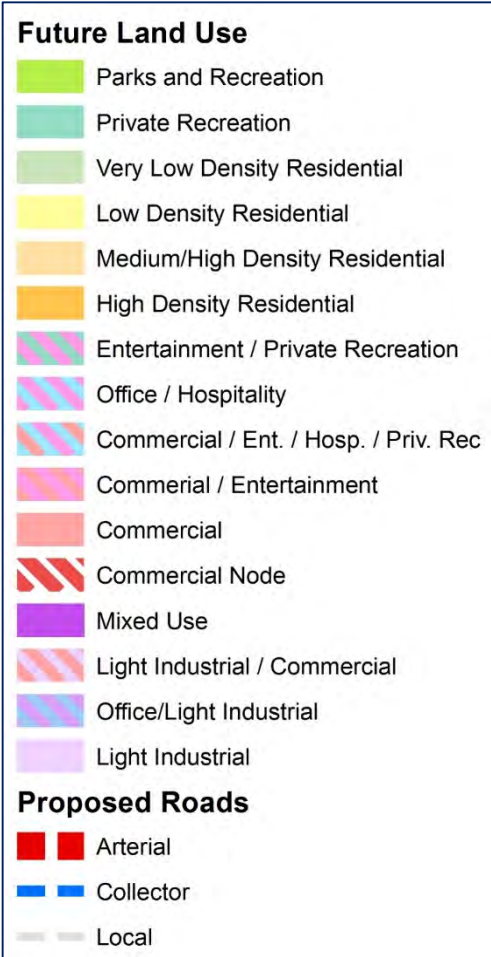 Future Land Use
Parks and Recreation
Private Recreation
Very Low Density Residential
Low Density Residential
Medium/High Density Residential
High Density Residential
Entertainment / Private Recreation
Office / Hospitality
Commercial / Ent. / Hosp. / Priv. Rec
Commerial / Entertainment
Commercial
Commercial Node
Mixed Use
Light Industrial / Commercial
Office/Light Industrial
Light Industrial
Proposed Roads
Arterial
Collector
Local